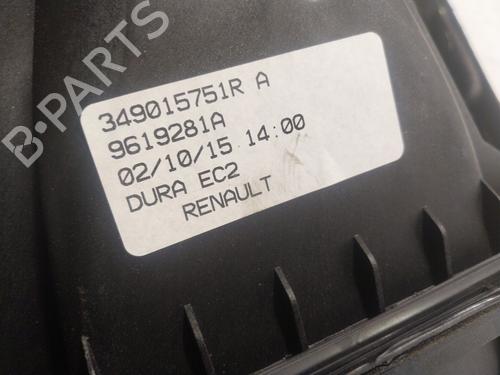 B-PARTS
349015751R A
9619281A
02/10/15 14:00
DURA EC2
RENAULT